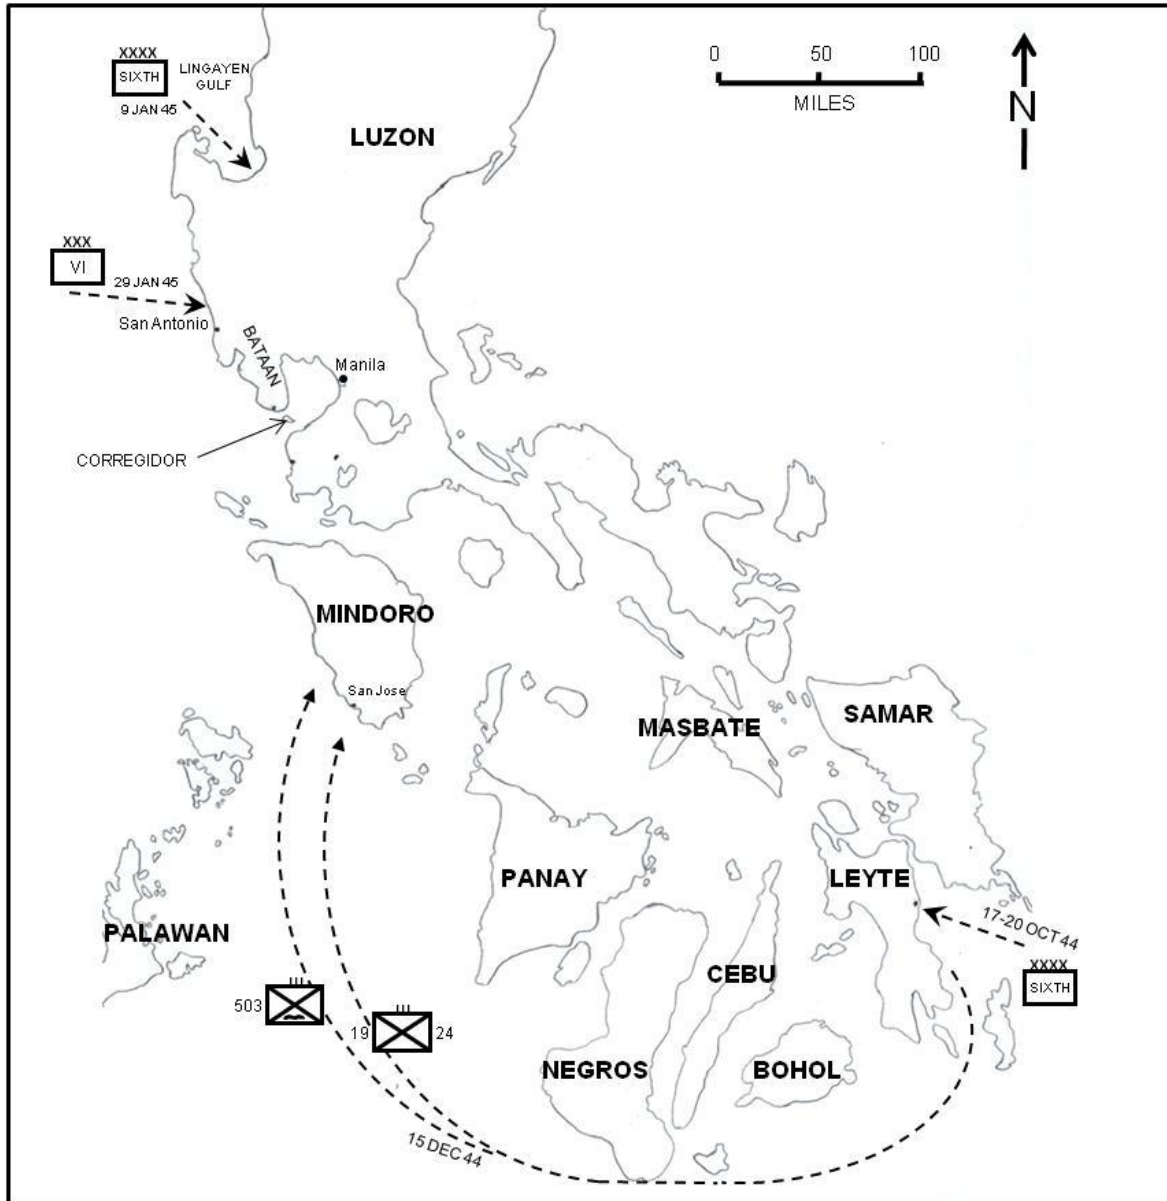 XXXX
SIXTH
LINGAYEN
GULF
9 JAN 45
0 50 100
MILES
N
LUZON
XXX
VI
29 JAN 45
San Antonio
BATAAN
Manila
CORREGIDOR
MINDORO
San Jose
MASBATE
SAMAR
PANAY
LEYTE
PALAWAN
17-20 OCT 44
XXXX
SIXTH
CEBU
503
III
19
III
24
NEGROS
BOHOL
15 DEC 44